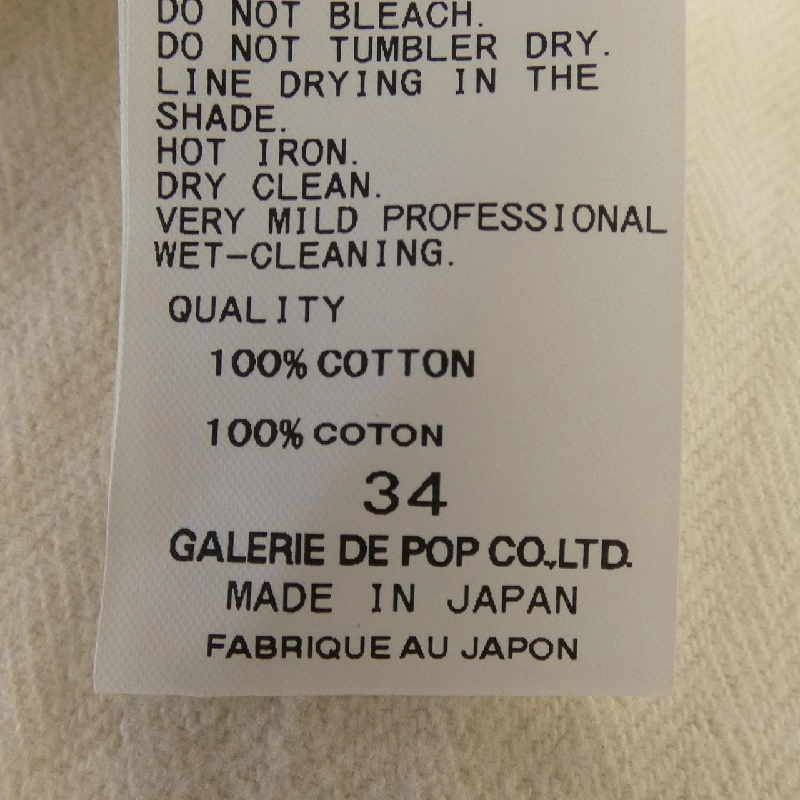 DO NOT BLEACH.
DO NOT TUMBLER DRY.
LINE DRYING IN THE
SHADE.
HOT IRON.
DRY CLEAN.
VERY MILD PROFESSIONAL
WET-CLEANING.
QUALITY
100% COTTON
100% COTON
34
GALERIE DE POP CO.,LTD.
MADE IN JAPAN
FABRIQUE AU JAPON